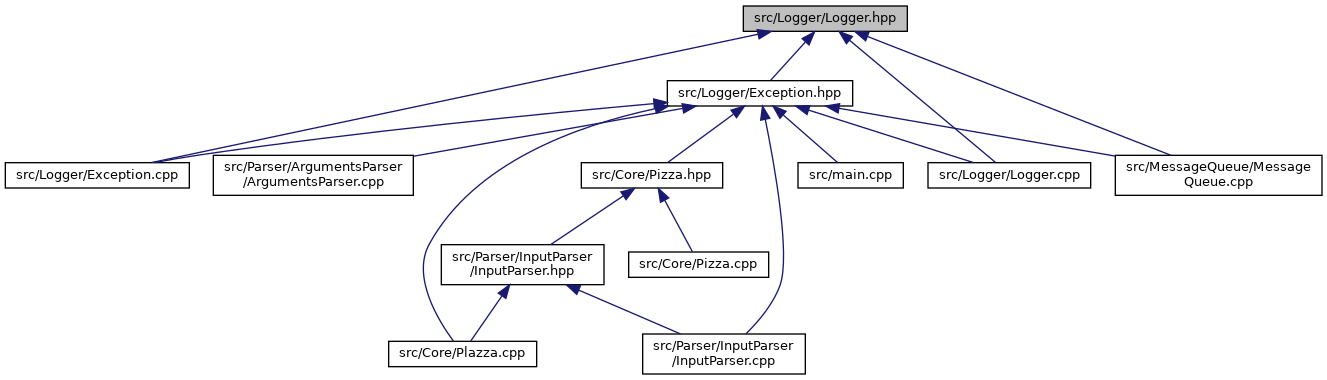 src/Logger/Logger.hpp
src/Logger/Exception.hpp
src/Logger/Exception.cpp
src/Parser/ArgumentsParser
/ArgumentsParser.cpp
src/Core/Pizza.hpp
src/main.cpp
src/Logger/Logger.cpp
src/MessageQueue/Message
Queue.cpp
src/Parser/InputParser
/InputParser.hpp
src/Core/Pizza.cpp
src/Core/Plazza.cpp
src/Parser/InputParser
/InputParser.cpp